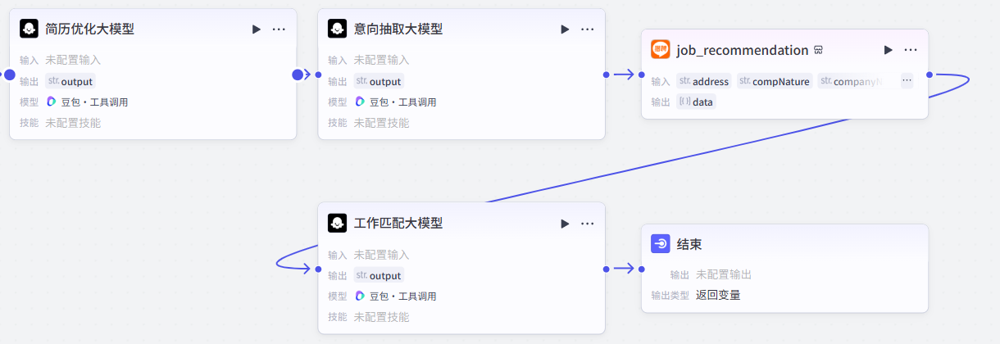 简历优化大模型
输入 未配置输入
输出 str. output
模型 豆包・工具调用
技能 未配置技能
意向抽取大模型
输入 未配置输入
输出 str. output
模型 豆包・工具调用
技能 未配置技能
job_recommendation
输入 str. address str. compNature str. companyN ...
输出 [{}] data
工作匹配大模型
输入 未配置输入
输出 str. output
模型 豆包・工具调用
技能 未配置技能
结束
输出 未配置输出
输出类型 返回变量